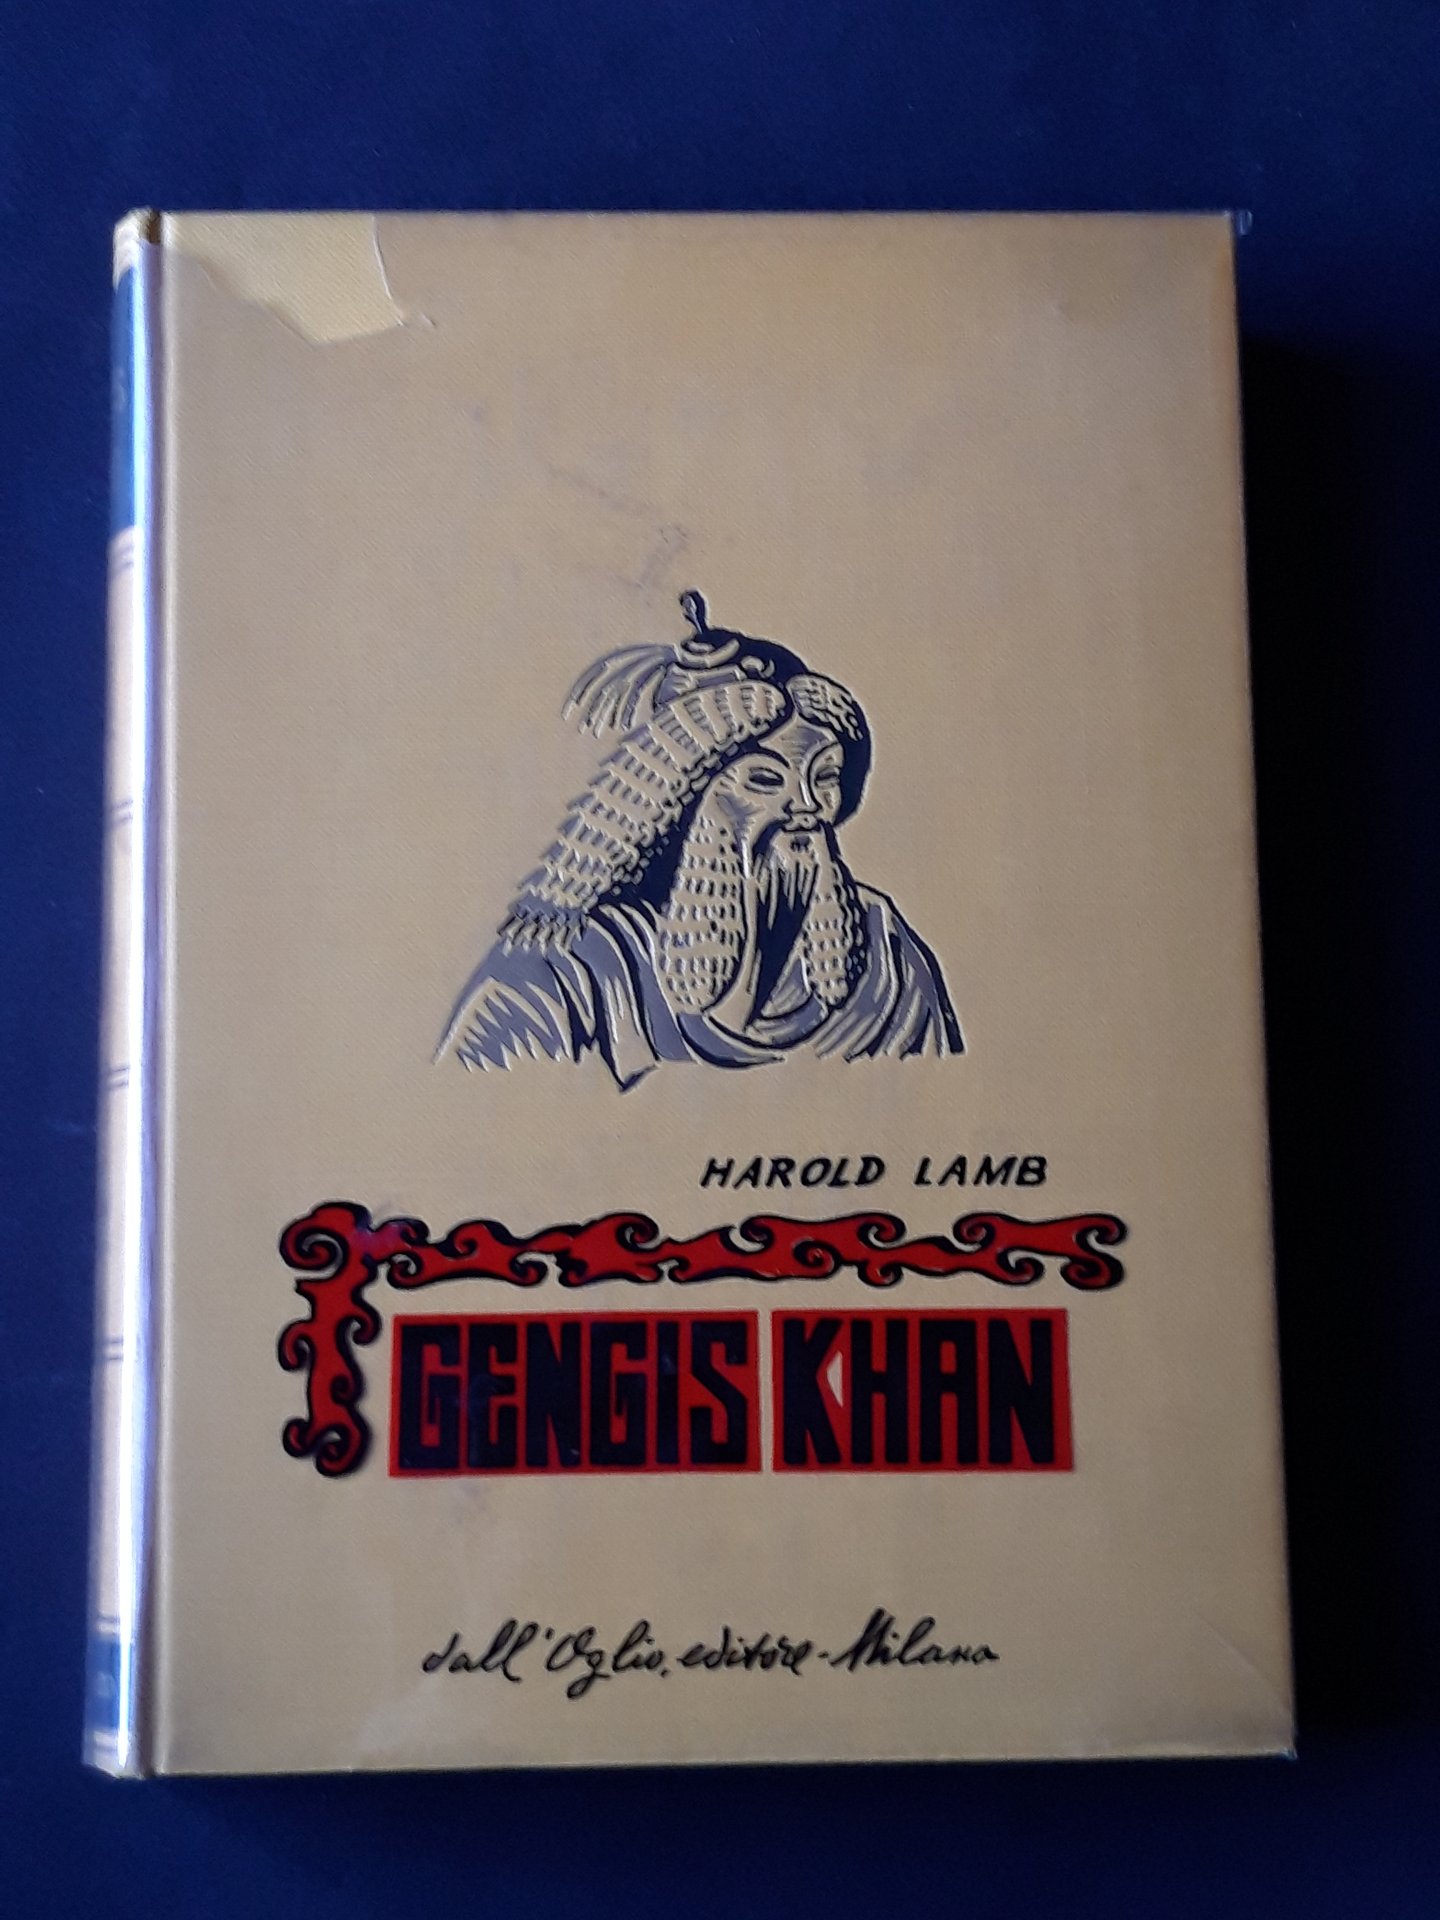 HAROLD LAMB
GENGIS KHAN
dall'Oglio, editore - Milano